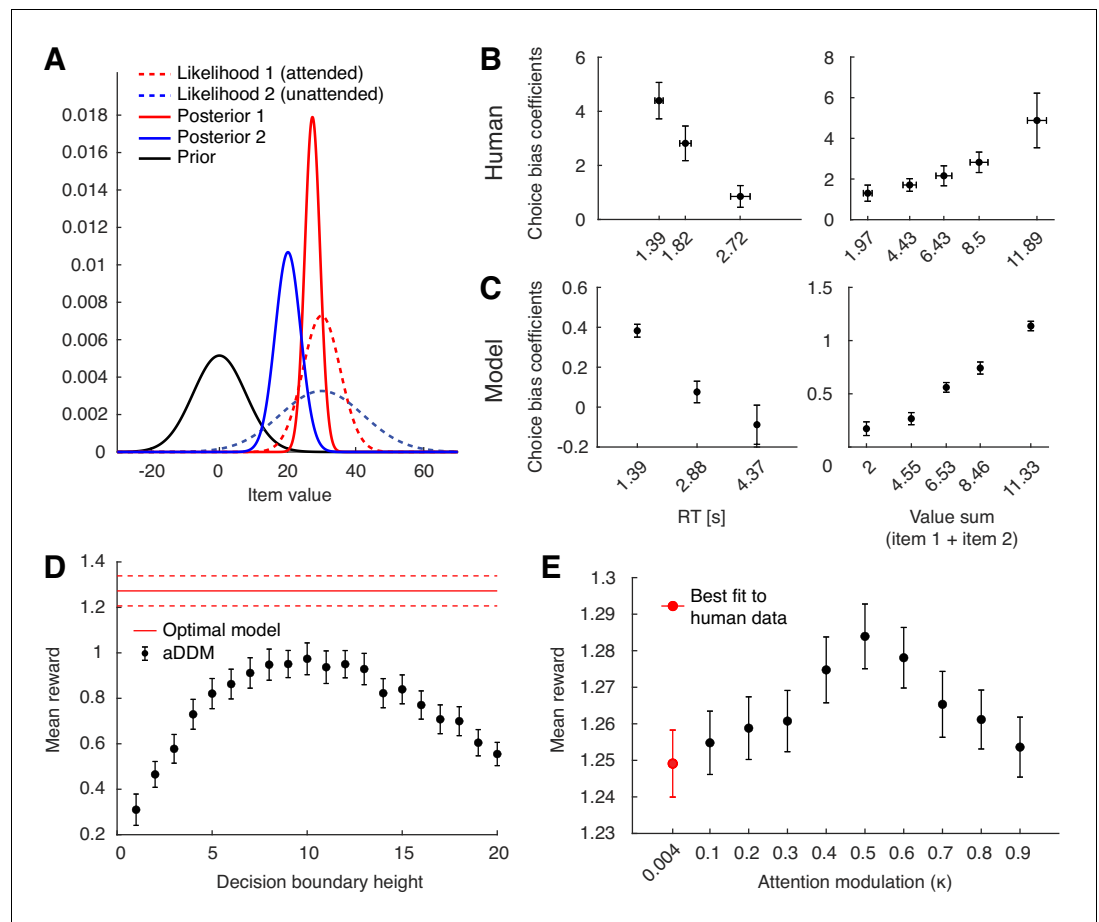 A
Likelihood 1 (attended)
Likelihood 2 (unattended)
Posterior 1
Posterior 2
Prior
0.018
0.016
0.014
0.012
0.01
0.008
0.006
0.004
0.002
0
-20 0 20 40 60
Item value
B
Human
Choice bias coefficients
6
4
2
0
1.39 1.82 2.72
8
6
4
2
0
1.97 4.43 6.43 8.5 11.89
C
Model
Choice bias coefficients
0.6
0.4
0.2
0
-0.2
1.39 2.88 4.37
RT [s]
1.5
1
0.5
0
2 4.55 6.53 8.46 11.33
Value sum
(item 1 + item 2)
D
Mean reward
1.4
1.2
1
0.8
0.6
0.4
0.2
Optimal model
aDDM
0 5 10 15 20
Decision boundary height
E
Mean reward
1.3
1.29
1.28
1.27
1.26
1.25
1.24
1.23
Best fit to
human data
0.004 0.1 0.2 0.3 0.4 0.5 0.6 0.7 0.8 0.9
Attention modulation (κ)